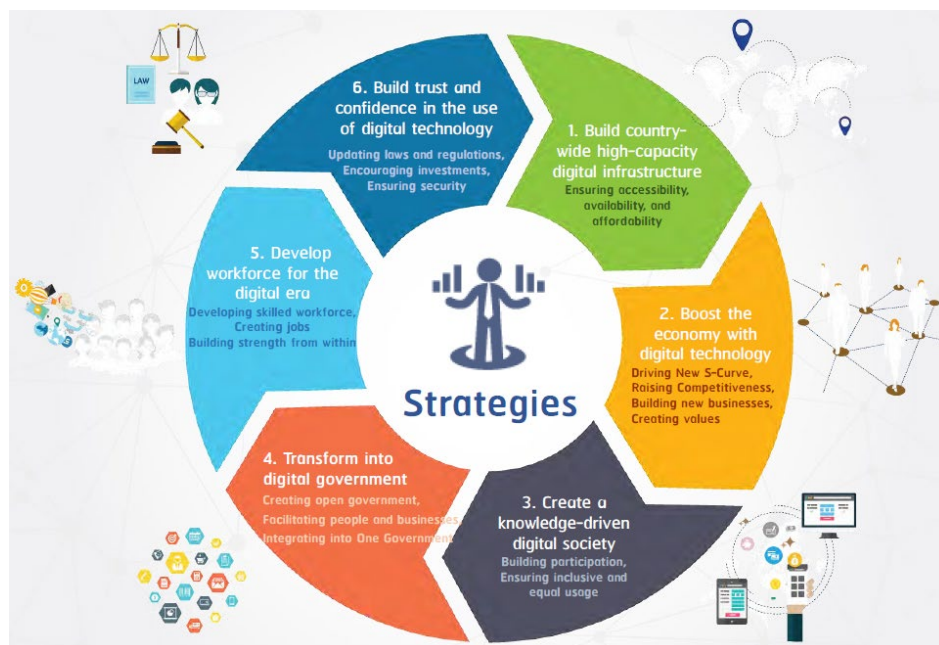 LAW
6. Build trust and
confidence in the use
of digital technology
Updating laws and regulations,
Encouraging investments,
Ensuring security
1. Build country-
wide high-capacity
digital infrastructure
Ensuring accessibility,
availability, and
affordability
2. Boost the
economy with
digital technology
Driving New S-Curve,
Raising Competitiveness,
Building new businesses,
Creating values
3. Create a
knowledge-driven
digital society
Building participation,
Ensuring inclusive and
equal usage
4. Transform into
digital government
Creating open government,
Facilitating people and businesses
Integrating into One Government
5. Develop
workforce for the
digital era
Developing skilled workforce,
Creating jobs
Building strength from within
Strategies